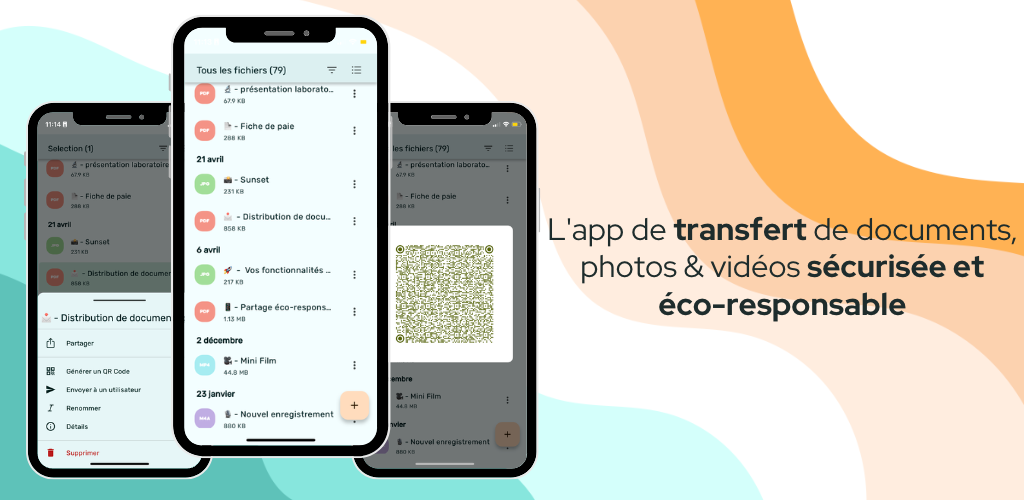 11:14
Selection (1)
- présentation laboratoire
67.9 KB
- Fiche de paie
288 KB
21 avril
- Sunset
231 KB
- Distribution de documen
- Distribution de documen
Partager
Générer un QR Code
Envoyer à un utilisateur
Renommer
Détails
Supprimer
Tous les fichiers (79)
PDF
- présentation laborato...
67.9 KB
PDF
- Fiche de paie
288 KB
21 avril
JPG
- Sunset
231 KB
PDF
- Distribution de docu...
858 KB
6 avril
JPG
- Vos fonctionnalités ...
217 KB
PDF
- Partage éco-respons...
1.13 MB
2 décembre
MP4
- Mini Film
44.8 MB
23 janvier
M4A
- Nouvel enregistrement
880 KB
+
les fichiers (79)
- présentation laborato...
67.9 KB
- Fiche de paie
288 KB
embre
- Mini Film
44.8 MB
- Nouvel enregistrement
880 KB
+
L'app de transfert de documents,
photos & vidéos sécurisée et
éco-responsable